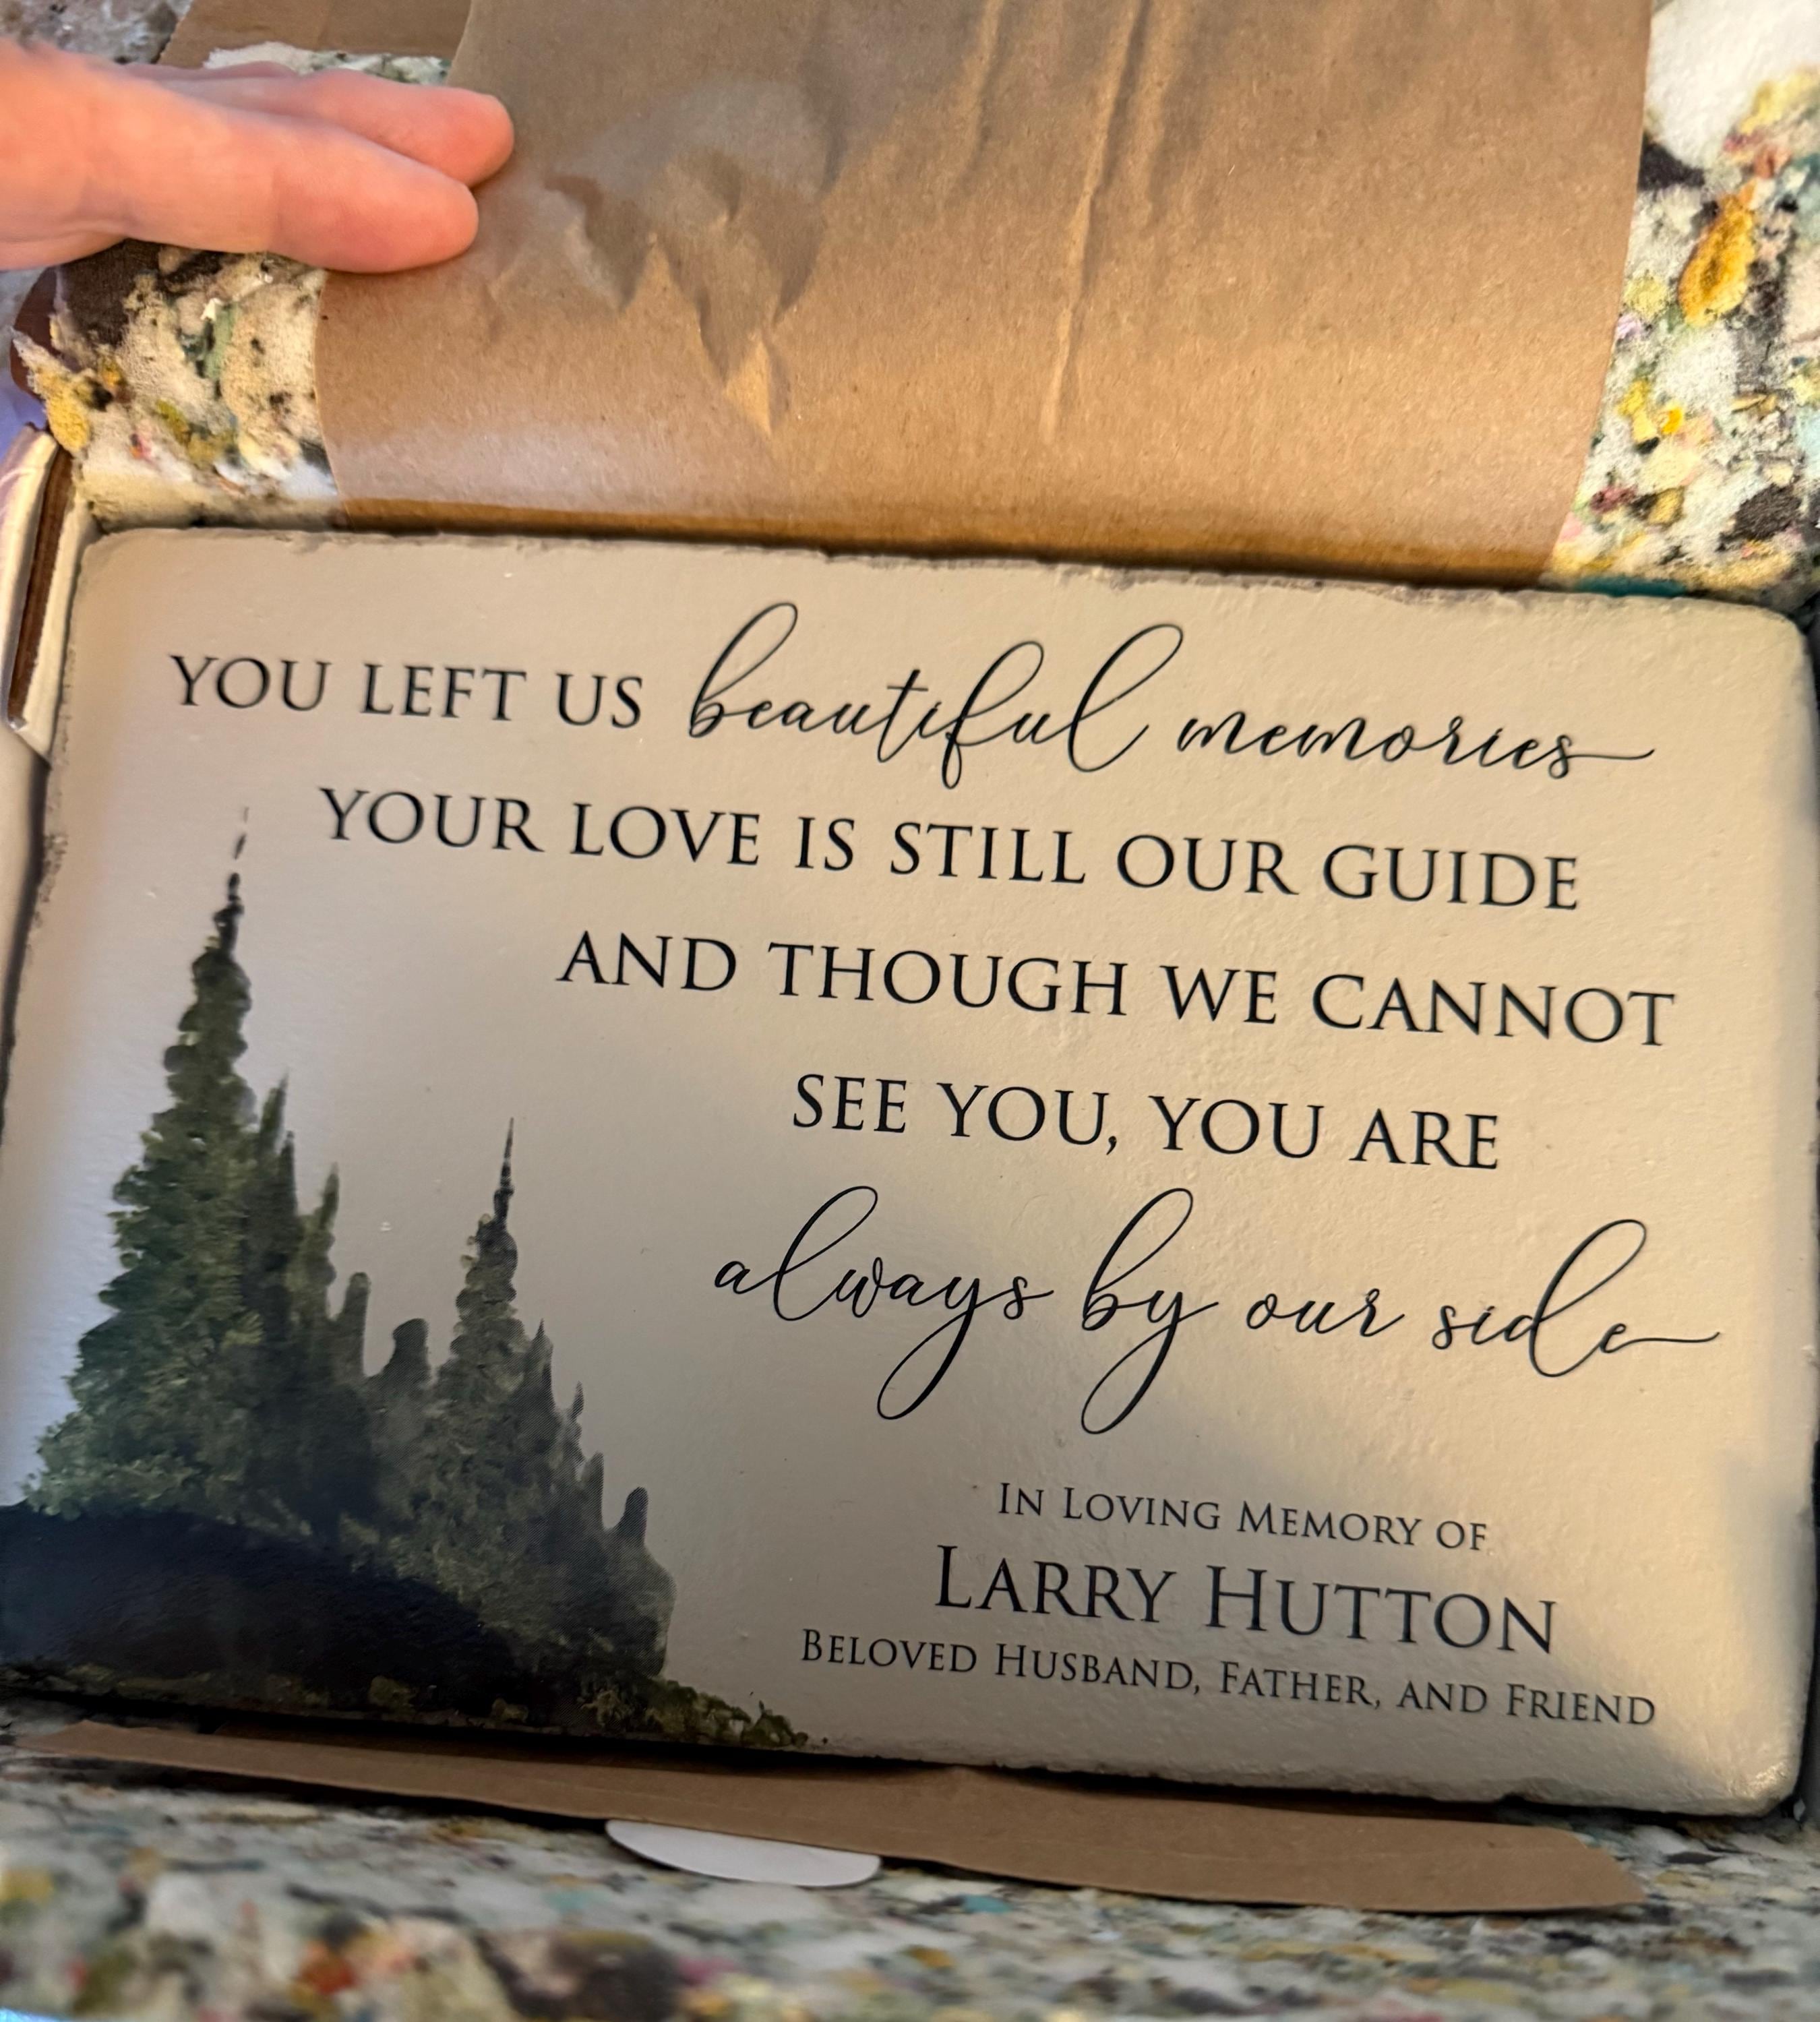 YOU LEFT US beautiful memories
YOUR LOVE IS STILL OUR GUIDE
AND THOUGH WE CANNOT
SEE YOU, YOU ARE
always by our side
IN LOVING MEMORY OF
LARRY HUTTON
BELOVED HUSBAND, FATHER, AND FRIEND